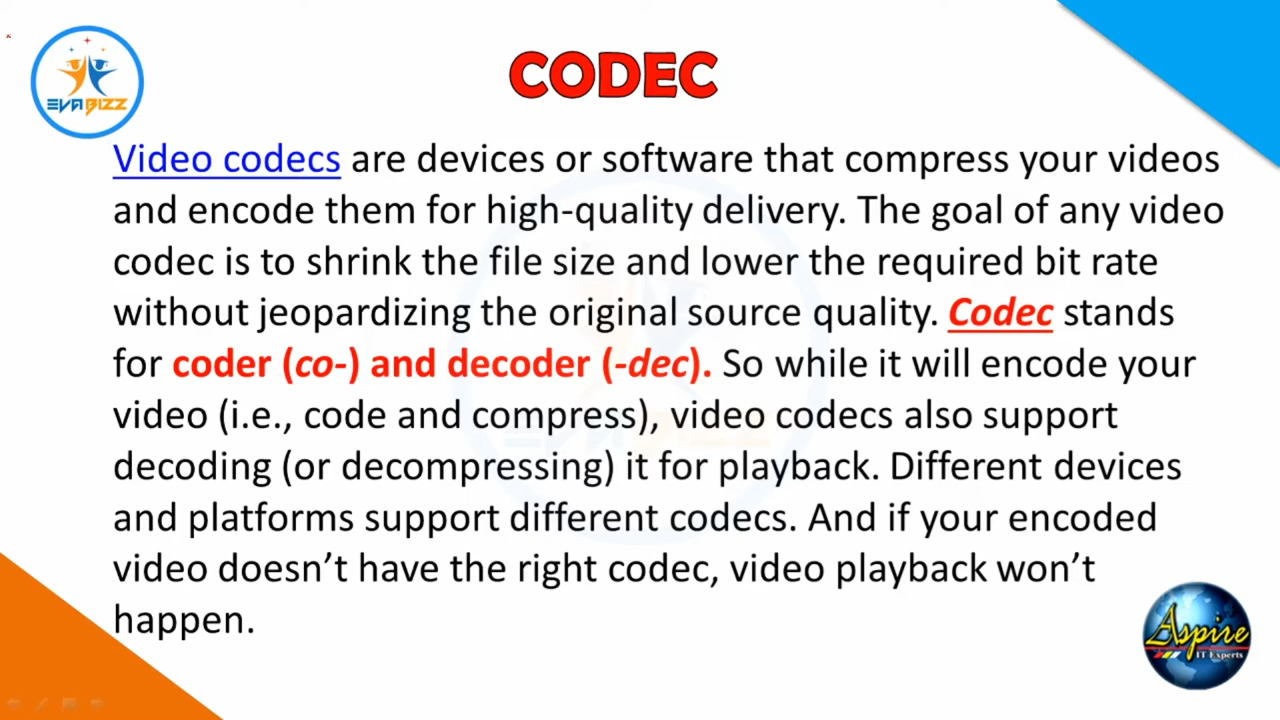 EVA BIZZ
CODEC
Video codecs are devices or software that compress your videos
and encode them for high-quality delivery. The goal of any video
codec is to shrink the file size and lower the required bit rate
without jeopardizing the original source quality. Codec stands
for coder (co-) and decoder (-dec). So while it will encode your
video (i.e., code and compress), video codecs also support
decoding (or decompressing) it for playback. Different devices
and platforms support different codecs. And if your encoded
video doesn’t have the right codec, video playback won’t
happen.
Aspire
IT Experts